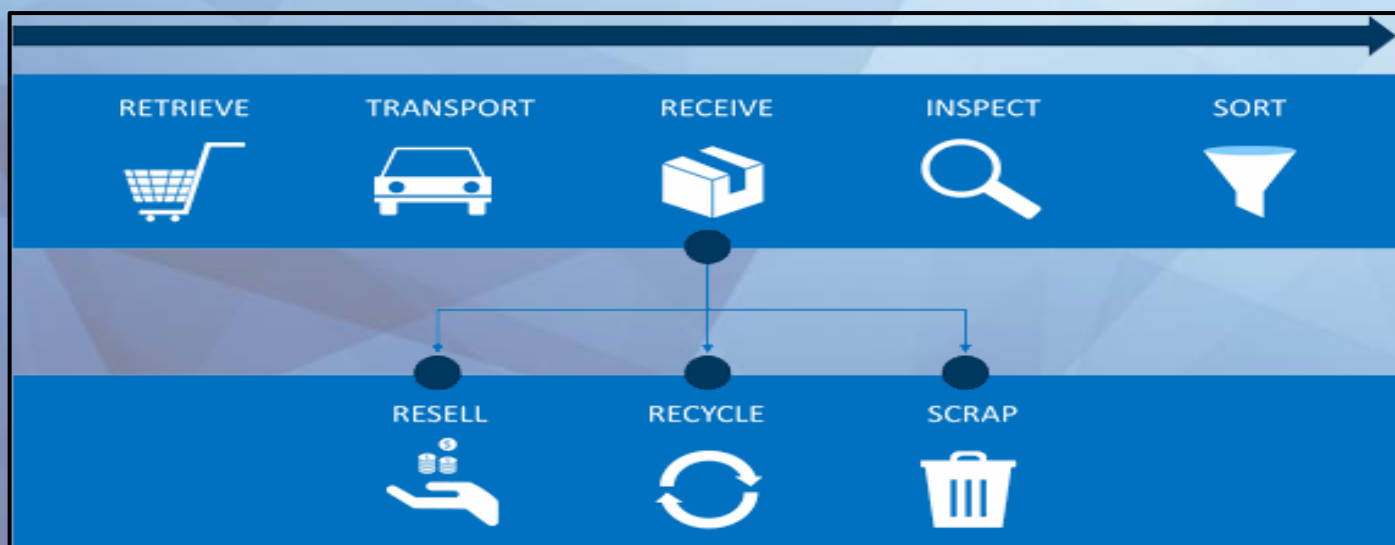 RETRIEVE TRANSPORT RECEIVE INSPECT SORT
RESELL RECYCLE SCRAP
$